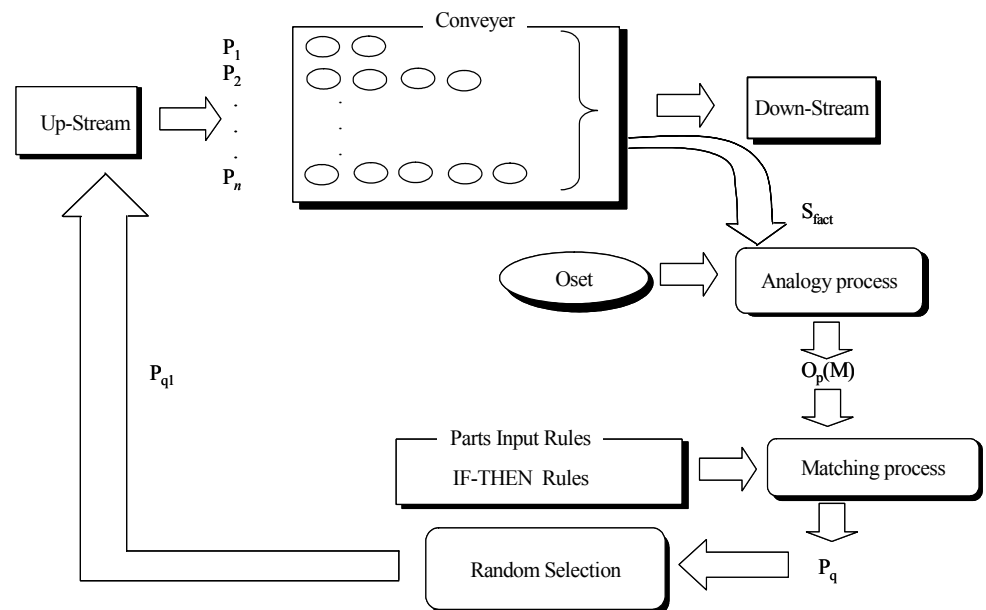 Conveyer
P1
P2
.
.
.
.
Pn
.
.
.
Up-Stream
Down-Stream
Sfact
Oset
Analogy process
Op(M)
Pq1
Parts Input Rules
IF-THEN Rules
Matching process
Random Selection
Pq